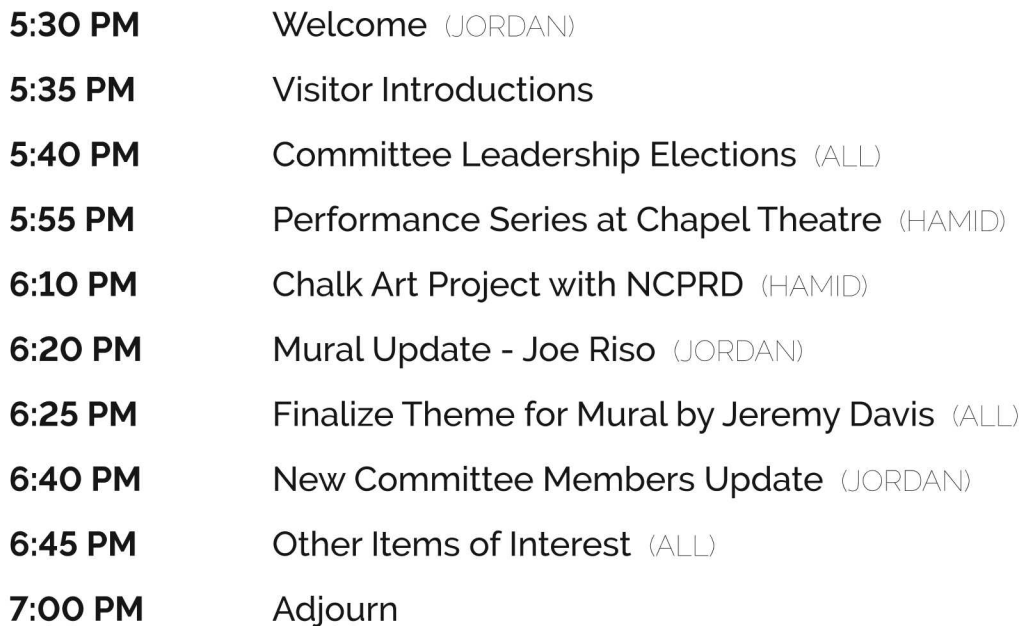 5:30 PM Welcome (JORDAN)
5:35 PM Visitor Introductions
5:40 PM Committee Leadership Elections (ALL)
5:55 PM Performance Series at Chapel Theatre (HAMID)
6:10 PM Chalk Art Project with NCPRD (HAMID)
6:20 PM Mural Update - Joe Riso (JORDAN)
6:25 PM Finalize Theme for Mural by Jeremy Davis (ALL)
6:40 PM New Committee Members Update (JORDAN)
6:45 PM Other Items of Interest (ALL)
7:00 PM Adjourn